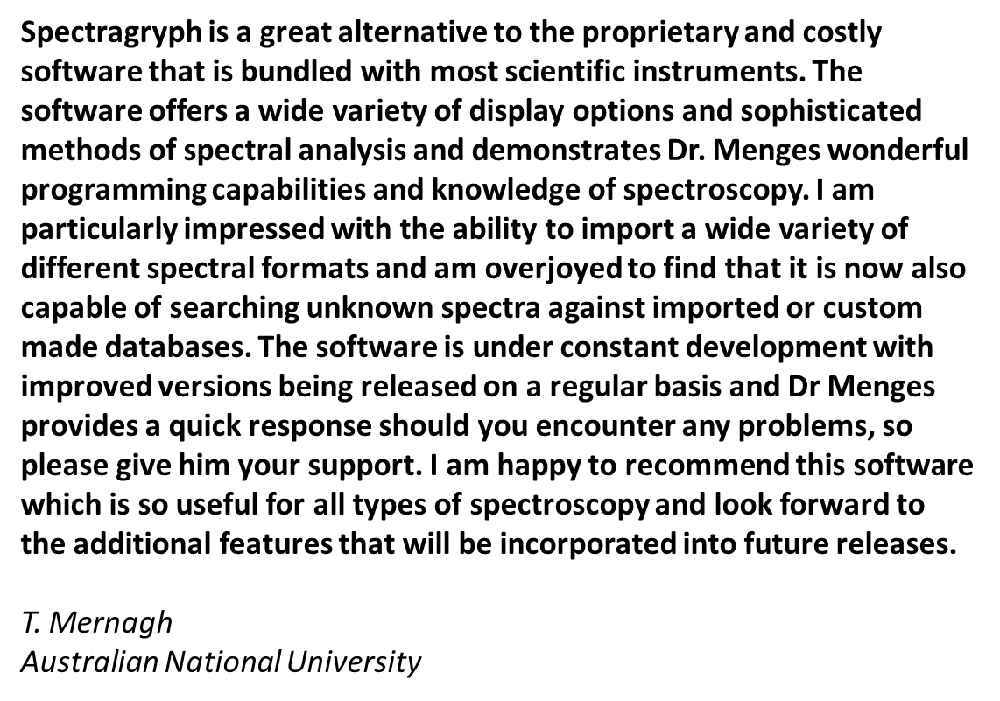 Spectragryph is a great alternative to the proprietary and costly
software that is bundled with most scientific instruments. The
software offers a wide variety of display options and sophisticated
methods of spectral analysis and demonstrates Dr. Menges wonderful
programming capabilities and knowledge of spectroscopy. I am
particularly impressed with the ability to import a wide variety of
different spectral formats and am overjoyed to find that it is now also
capable of searching unknown spectra against imported or custom
made databases. The software is under constant development with
improved versions being released on a regular basis and Dr Menges
provides a quick response should you encounter any problems, so
please give him your support. I am happy to recommend this software
which is so useful for all types of spectroscopy and look forward to
the additional features that will be incorporated into future releases.
T. Mernagh
Australian National University